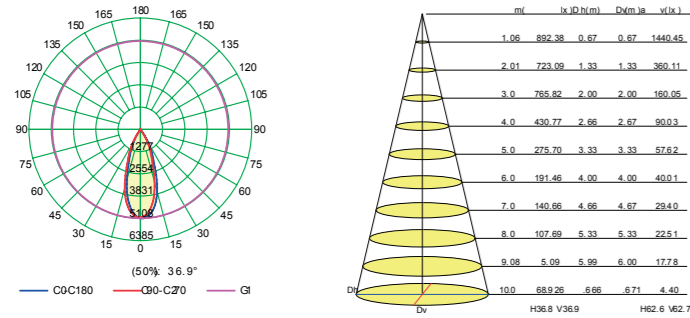 180
165 165
150 150
135 135
120 120
105 105
90 90
75 75
60 60
45 45
30 30
15 15
0
1277
2554
3831
5108
6385
(50%): 36.9°
C0-C180 C90-C270 G1
m( lx)D h(m) Dv(m)a v(lx)
1.06 892.38 0.67 0.67 1440.45
2.01 723.09 1.33 1.33 360.11
3.0 765.82 2.00 2.00 160.05
4.0 430.77 2.66 2.67 90.03
5.0 275.70 3.33 3.33 57.62
6.0 191.46 4.00 4.00 40.01
7.0 140.66 4.66 4.67 29.40
8.0 107.69 5.33 5.33 22.51
9.08 5.09 5.99 6.00 17.78
10.0 68.926 .666 .671 4.40
Dh
Dv
H36.8 V36.9 H62.6 V62.7